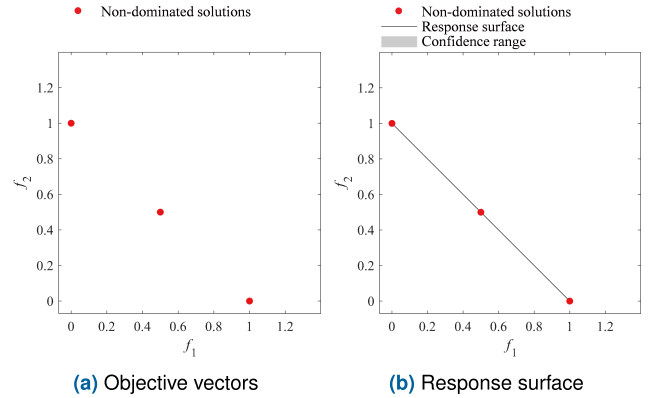 Non-dominated solutions
1.2
1
0.8
0.6
0.4
0.2
0
f2
0 0.2 0.4 0.6 0.8 1 1.2
f1
(a) Objective vectors
Non-dominated solutions
Response surface
Confidence range
1.2
1
0.8
0.6
0.4
0.2
0
f2
0 0.2 0.4 0.6 0.8 1 1.2
f1
(b) Response surface